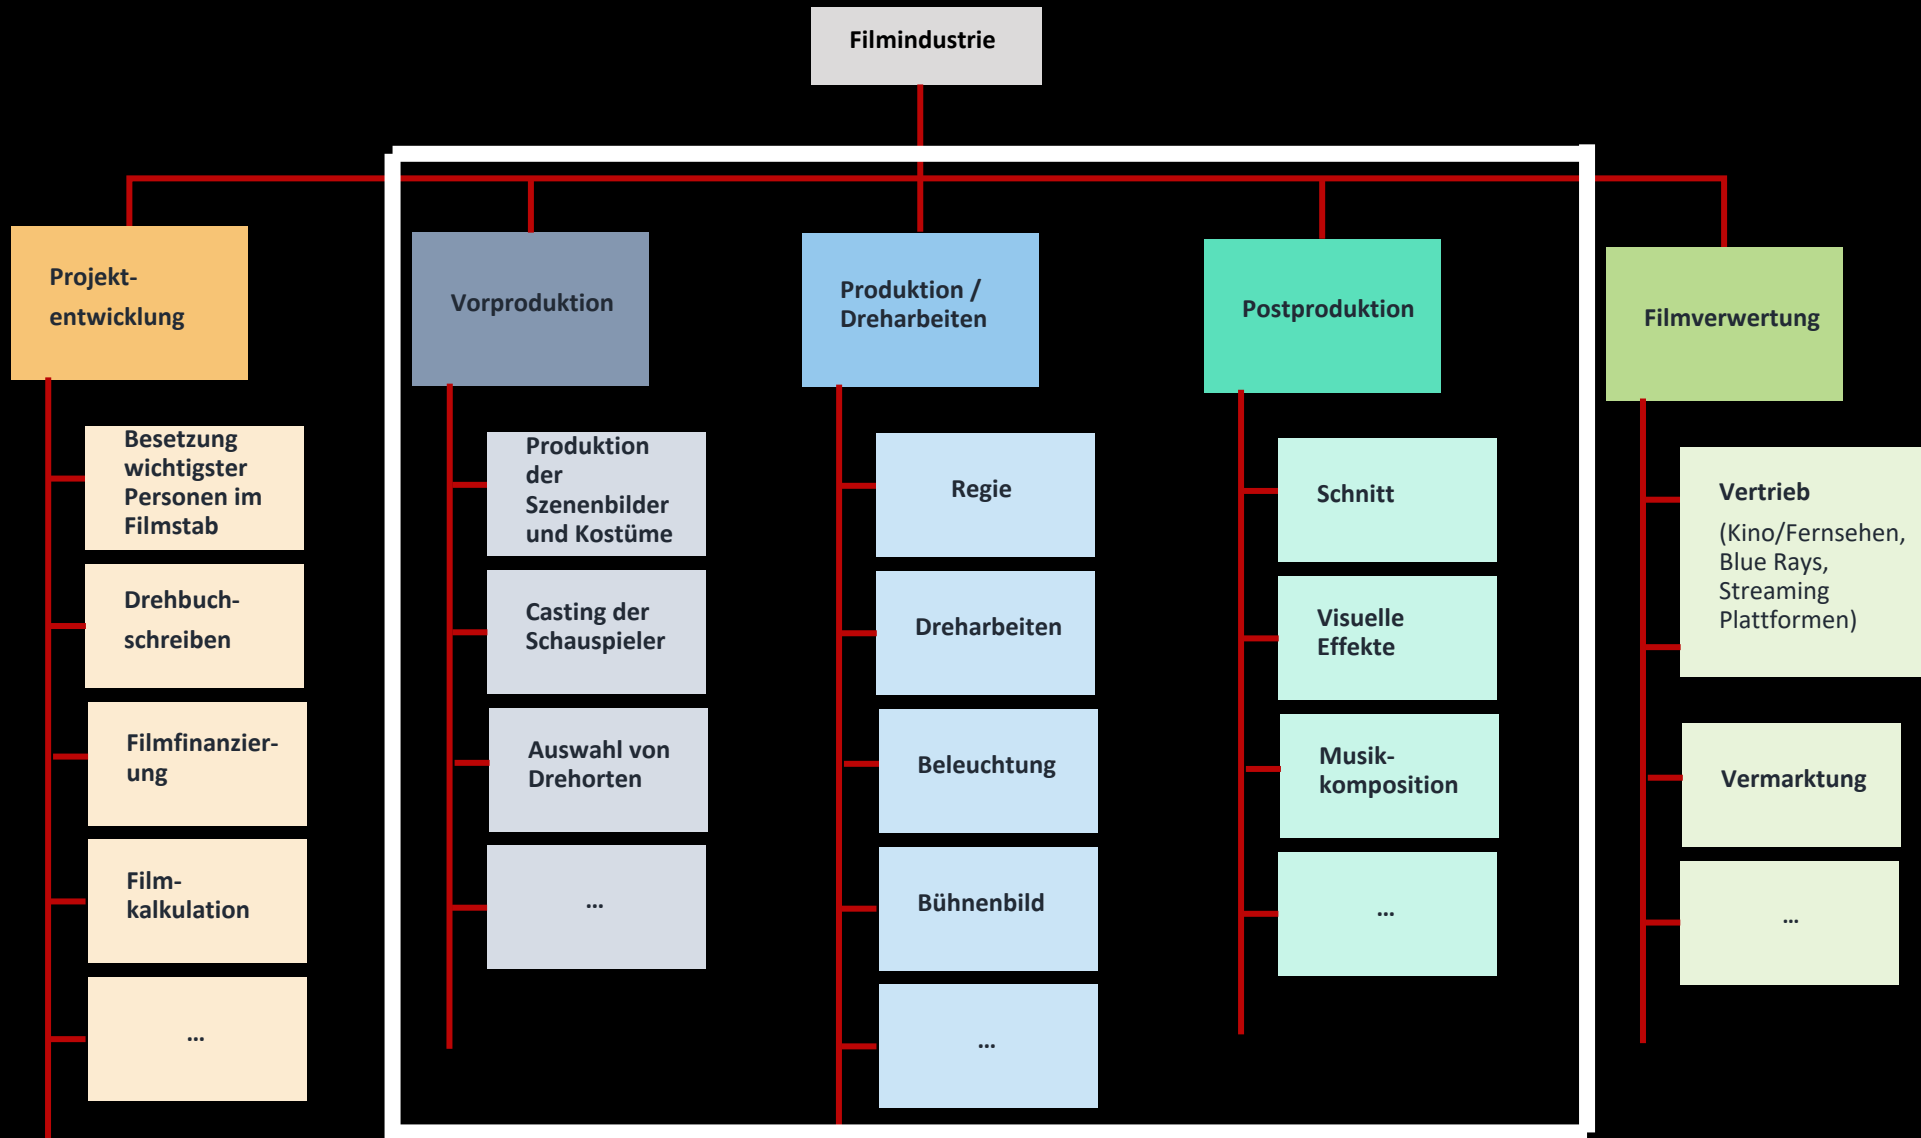 Filmindustrie
Projekt-
entwicklung
Besetzung
wichtigster
Personen im
Filmstab
Drehbuch-
schreiben
Filmfinanzier-
ung
Film-
kalkulation
...
Vorproduktion
Produktion
der
Szenenbilder
und Kostüme
Casting der
Schauspieler
Auswahl von
Drehorten
...
Produktion /
Dreharbeiten
Regie
Dreharbeiten
Beleuchtung
Bühnenbild
...
Postproduktion
Schnitt
Visuelle
Effekte
Musik-
komposition
...
Filmverwertung
Vertrieb
(Kino/Fernsehen,
Blue Rays,
Streaming
Plattformen)
Vermarktung
...